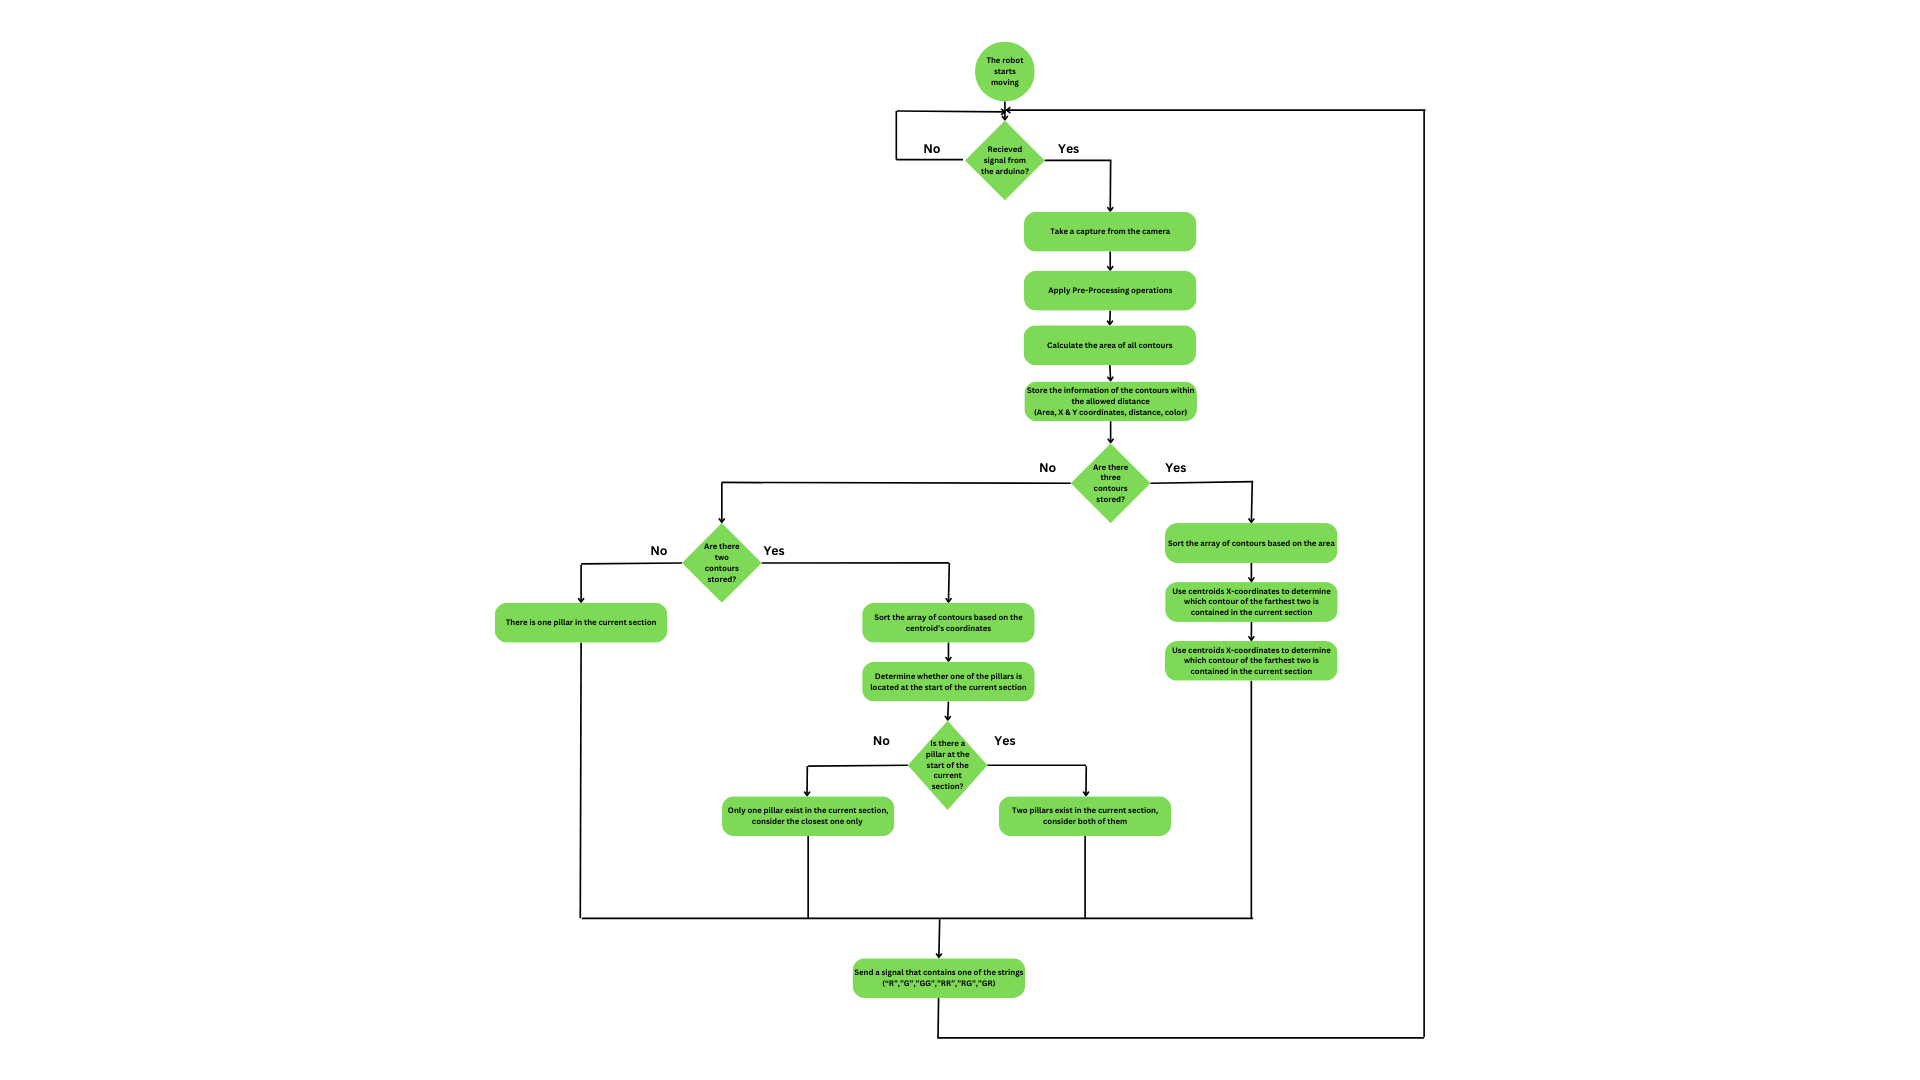 The robot
starts
moving
No
Yes
Recieved
signal from
the arduino?
Take a capture from the camera
Apply Pre-Processing operations
Calculate the area of all contours
Store the information of the contours within
the allowed distance
(Area, X & Y coordinates, distance, color)
No
Yes
Are there
three
contours
stored?
No
Yes
Are there
two
contours
stored?
Sort the array of contours based on the area
Use centroids X-coordinates to determine
which contour of the farthest two is
contained in the current section
There is one pillar in the current section
Sort the array of contours based on the
centroid's coordinates
Use centroids X-coordinates to determine
which contour of the farthest two is
contained in the current section
Determine whether one of the pillars is
located at the start of the current section
No
Yes
Is there a
pillar at the
start of the
current
section?
Only one pillar exist in the current section,
consider the closest one only
Two pillars exist in the current section,
consider both of them
Send a signal that contains one of the strings
("R","G","GG","RR","RG","GR)